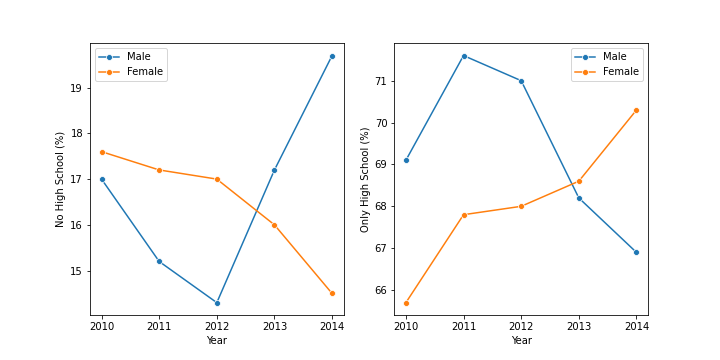 Male
Female
No High School (%)
19
18
17
16
15
2010 2011 2012 2013 2014
Year
Male
Female
Only High School (%)
71
70
69
68
67
66
2010 2011 2012 2013 2014
Year